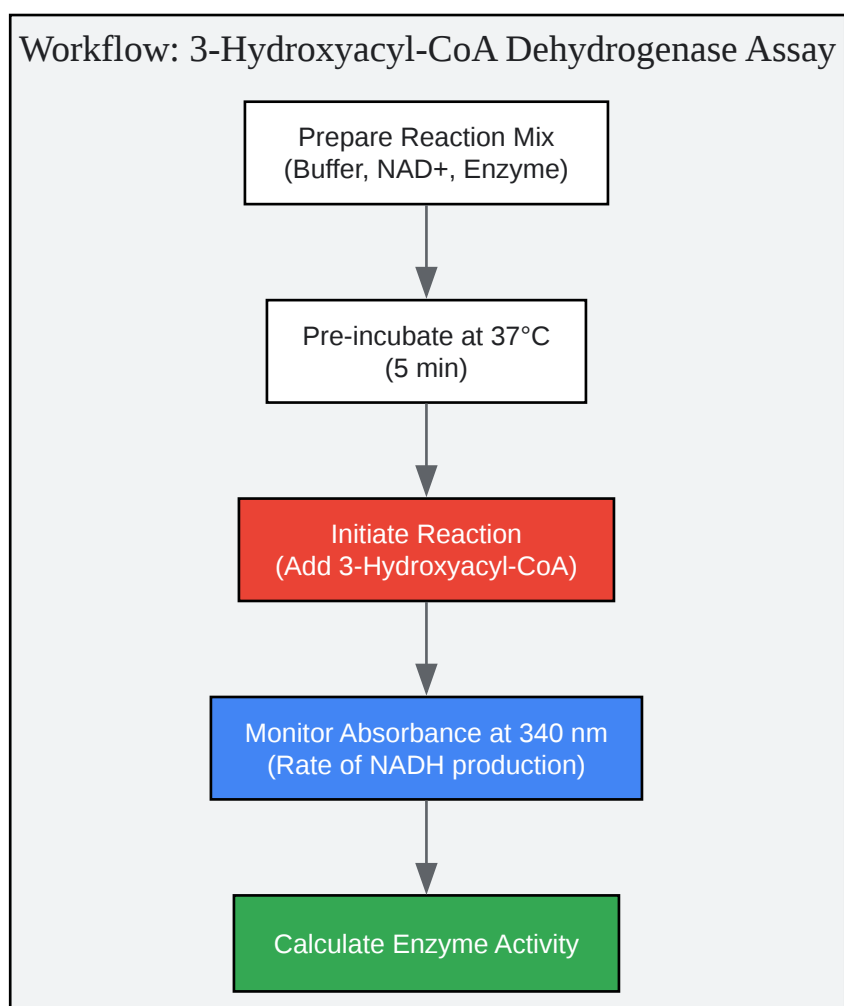 Workflow: 3-Hydroxyacyl-CoA Dehydrogenase Assay
Prepare Reaction Mix
(Buffer, NAD+, Enzyme)
Pre-incubate at 37°C
(5 min)
Initiate Reaction
(Add 3-Hydroxyacyl-CoA)
Monitor Absorbance at 340 nm
(Rate of NADH production)
Calculate Enzyme Activity